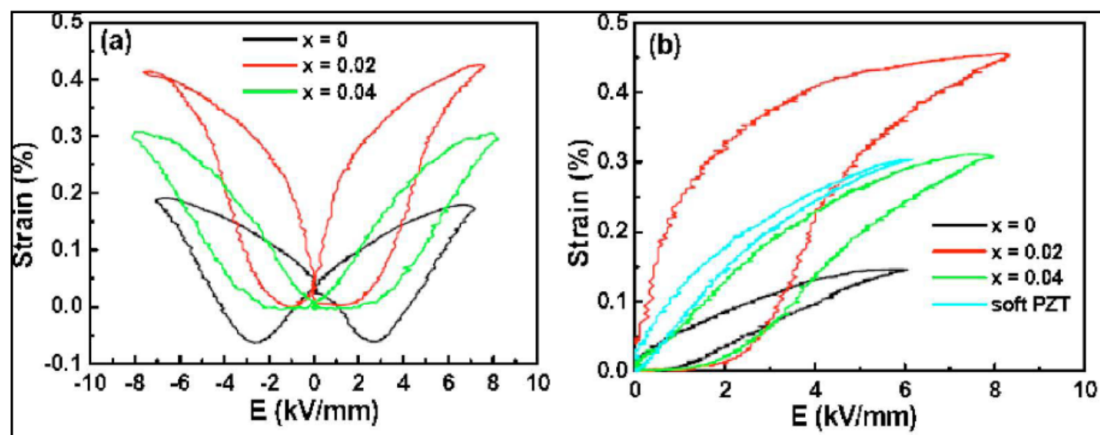 (a)
x = 0
x = 0.02
x = 0.04
0.5
0.4
0.3
0.2
0.1
0.0
-0.1
Strain (%)
-10 -8 -6 -4 -2 0 2 4 6 8 10
E (kV/mm)
(b)
0.5
0.4
0.3
0.2
0.1
0.0
Strain (%)
x = 0
x = 0.02
x = 0.04
soft PZT
0 2 4 6 8 10
E (kV/mm)